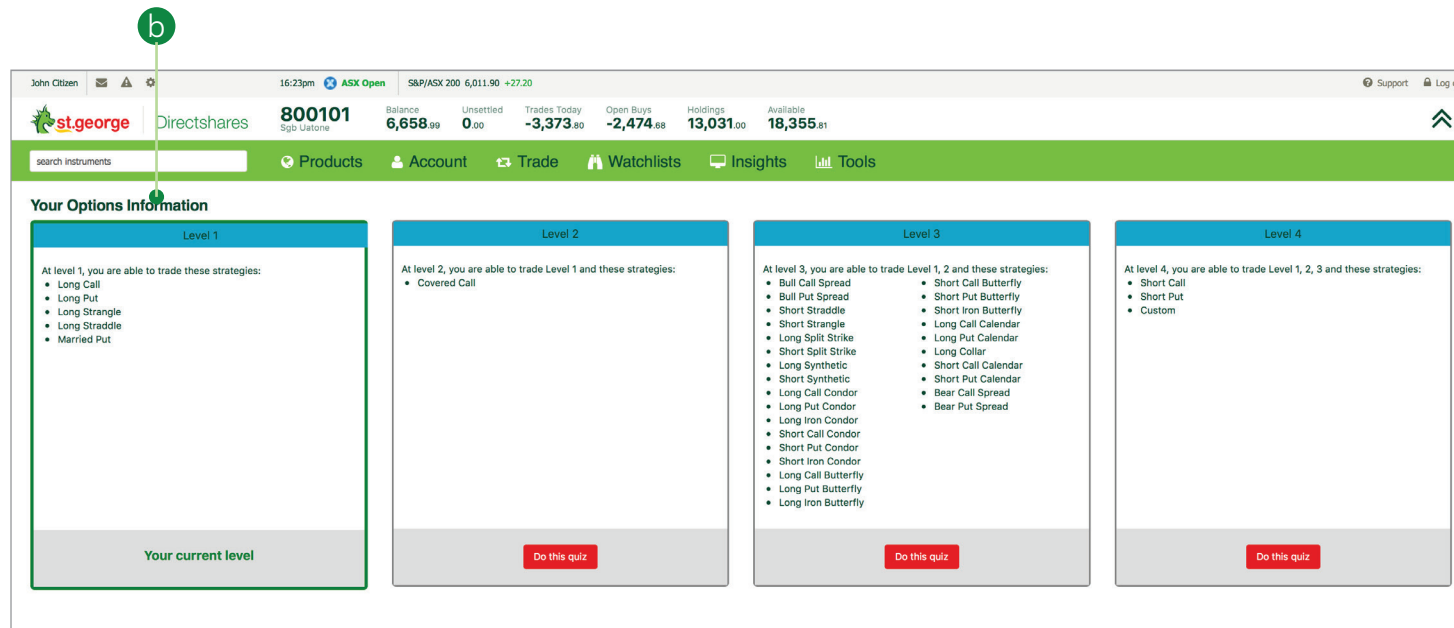 b
John Citizen
16:23pm ASX Open S&P/ASX 200 6,011.90 +27.20
Support Log
st.george Directshares
800101
Sgb Uatone
Balance
6,658.99
Unsettled
0.00
Trades Today
-3,373.80
Open Buys
-2,474.68
Holdings
13,031.00
Available
18,355.81
search instruments
Products Account Trade Watchlists Insights Tools
Your Options Information
Level 1
At level 1, you are able to trade these strategies:
• Long Call
• Long Put
• Long Strangle
• Long Straddle
• Married Put
Your current level
Level 2
At level 2, you are able to trade Level 1 and these strategies:
• Covered Call
Do this quiz
Level 3
At level 3, you are able to trade Level 1, 2 and these strategies:
• Bull Call Spread
• Bull Put Spread
• Short Straddle
• Short Strangle
• Long Split Strike
• Short Split Strike
• Long Synthetic
• Short Synthetic
• Long Call Condor
• Long Put Condor
• Long Iron Condor
• Short Call Condor
• Short Put Condor
• Short Iron Condor
• Long Call Butterfly
• Long Put Butterfly
• Long Iron Butterfly
• Short Call Butterfly
• Short Put Butterfly
• Short Iron Butterfly
• Long Call Calendar
• Long Put Calendar
• Long Collar
• Short Call Calendar
• Short Put Calendar
• Bear Call Spread
• Bear Put Spread
Do this quiz
Level 4
At level 4, you are able to trade Level 1, 2, 3 and these strategies:
• Short Call
• Short Put
• Custom
Do this quiz